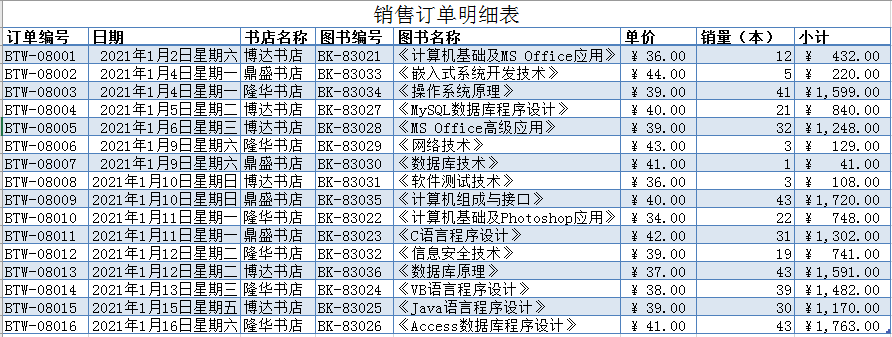 销售订单明细表
订单编号 日期 书店名称 图书编号 图书名称 单价 销量（本） 小计
BTW-08001 2021年1月2日星期六 博达书店 BK-83021 《计算机基础及MS Office应用》 ¥ 36.00 12 ¥ 432.00
BTW-08002 2021年1月4日星期一 鼎盛书店 BK-83033 《嵌入式系统开发技术》 ¥ 44.00 5 ¥ 220.00
BTW-08003 2021年1月4日星期一 隆华书店 BK-83034 《操作系统原理》 ¥ 39.00 41 ¥1,599.00
BTW-08004 2021年1月5日星期二 博达书店 BK-83027 《MySQL数据库程序设计》 ¥ 40.00 21 ¥ 840.00
BTW-08005 2021年1月6日星期三 博达书店 BK-83028 《MS Office高级应用》 ¥ 39.00 32 ¥1,248.00
BTW-08006 2021年1月9日星期六 隆华书店 BK-83029 《网络技术》 ¥ 43.00 3 ¥ 129.00
BTW-08007 2021年1月9日星期六 鼎盛书店 BK-83030 《数据库技术》 ¥ 41.00 1 ¥ 41.00
BTW-08008 2021年1月10日星期日 博达书店 BK-83031 《软件测试技术》 ¥ 36.00 3 ¥ 108.00
BTW-08009 2021年1月10日星期日 鼎盛书店 BK-83035 《计算机组成与接口》 ¥ 40.00 43 ¥1,720.00
BTW-08010 2021年1月11日星期一 隆华书店 BK-83022 《计算机基础及Photoshop应用》 ¥ 34.00 22 ¥ 748.00
BTW-08011 2021年1月11日星期一 鼎盛书店 BK-83023 《C语言程序设计》 ¥ 42.00 31 ¥1,302.00
BTW-08012 2021年1月12日星期二 隆华书店 BK-83032 《信息安全技术》 ¥ 39.00 19 ¥ 741.00
BTW-08013 2021年1月12日星期二 博达书店 BK-83036 《数据库原理》 ¥ 37.00 43 ¥1,591.00
BTW-08014 2021年1月13日星期三 隆华书店 BK-83024 《VB语言程序设计》 ¥ 38.00 39 ¥1,482.00
BTW-08015 2021年1月15日星期五 博达书店 BK-83025 《Java语言程序设计》 ¥ 39.00 30 ¥1,170.00
BTW-08016 2021年1月16日星期六 隆华书店 BK-83026 《Access数据库程序设计》 ¥ 41.00 43 ¥1,763.00